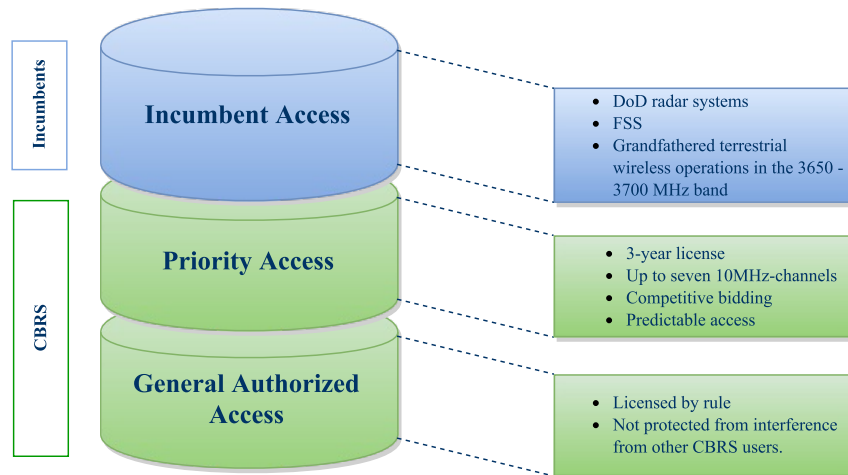 Incumbents
Incumbent Access
• DoD radar systems
• FSS
• Grandfathered terrestrial
wireless operations in the 3650 -
3700 MHz band
CBRS
Priority Access
• 3-year license
• Up to seven 10MHz-channels
• Competitive bidding
• Predictable access
General Authorized
Access
• Licensed by rule
• Not protected from interference
from other CBRS users.